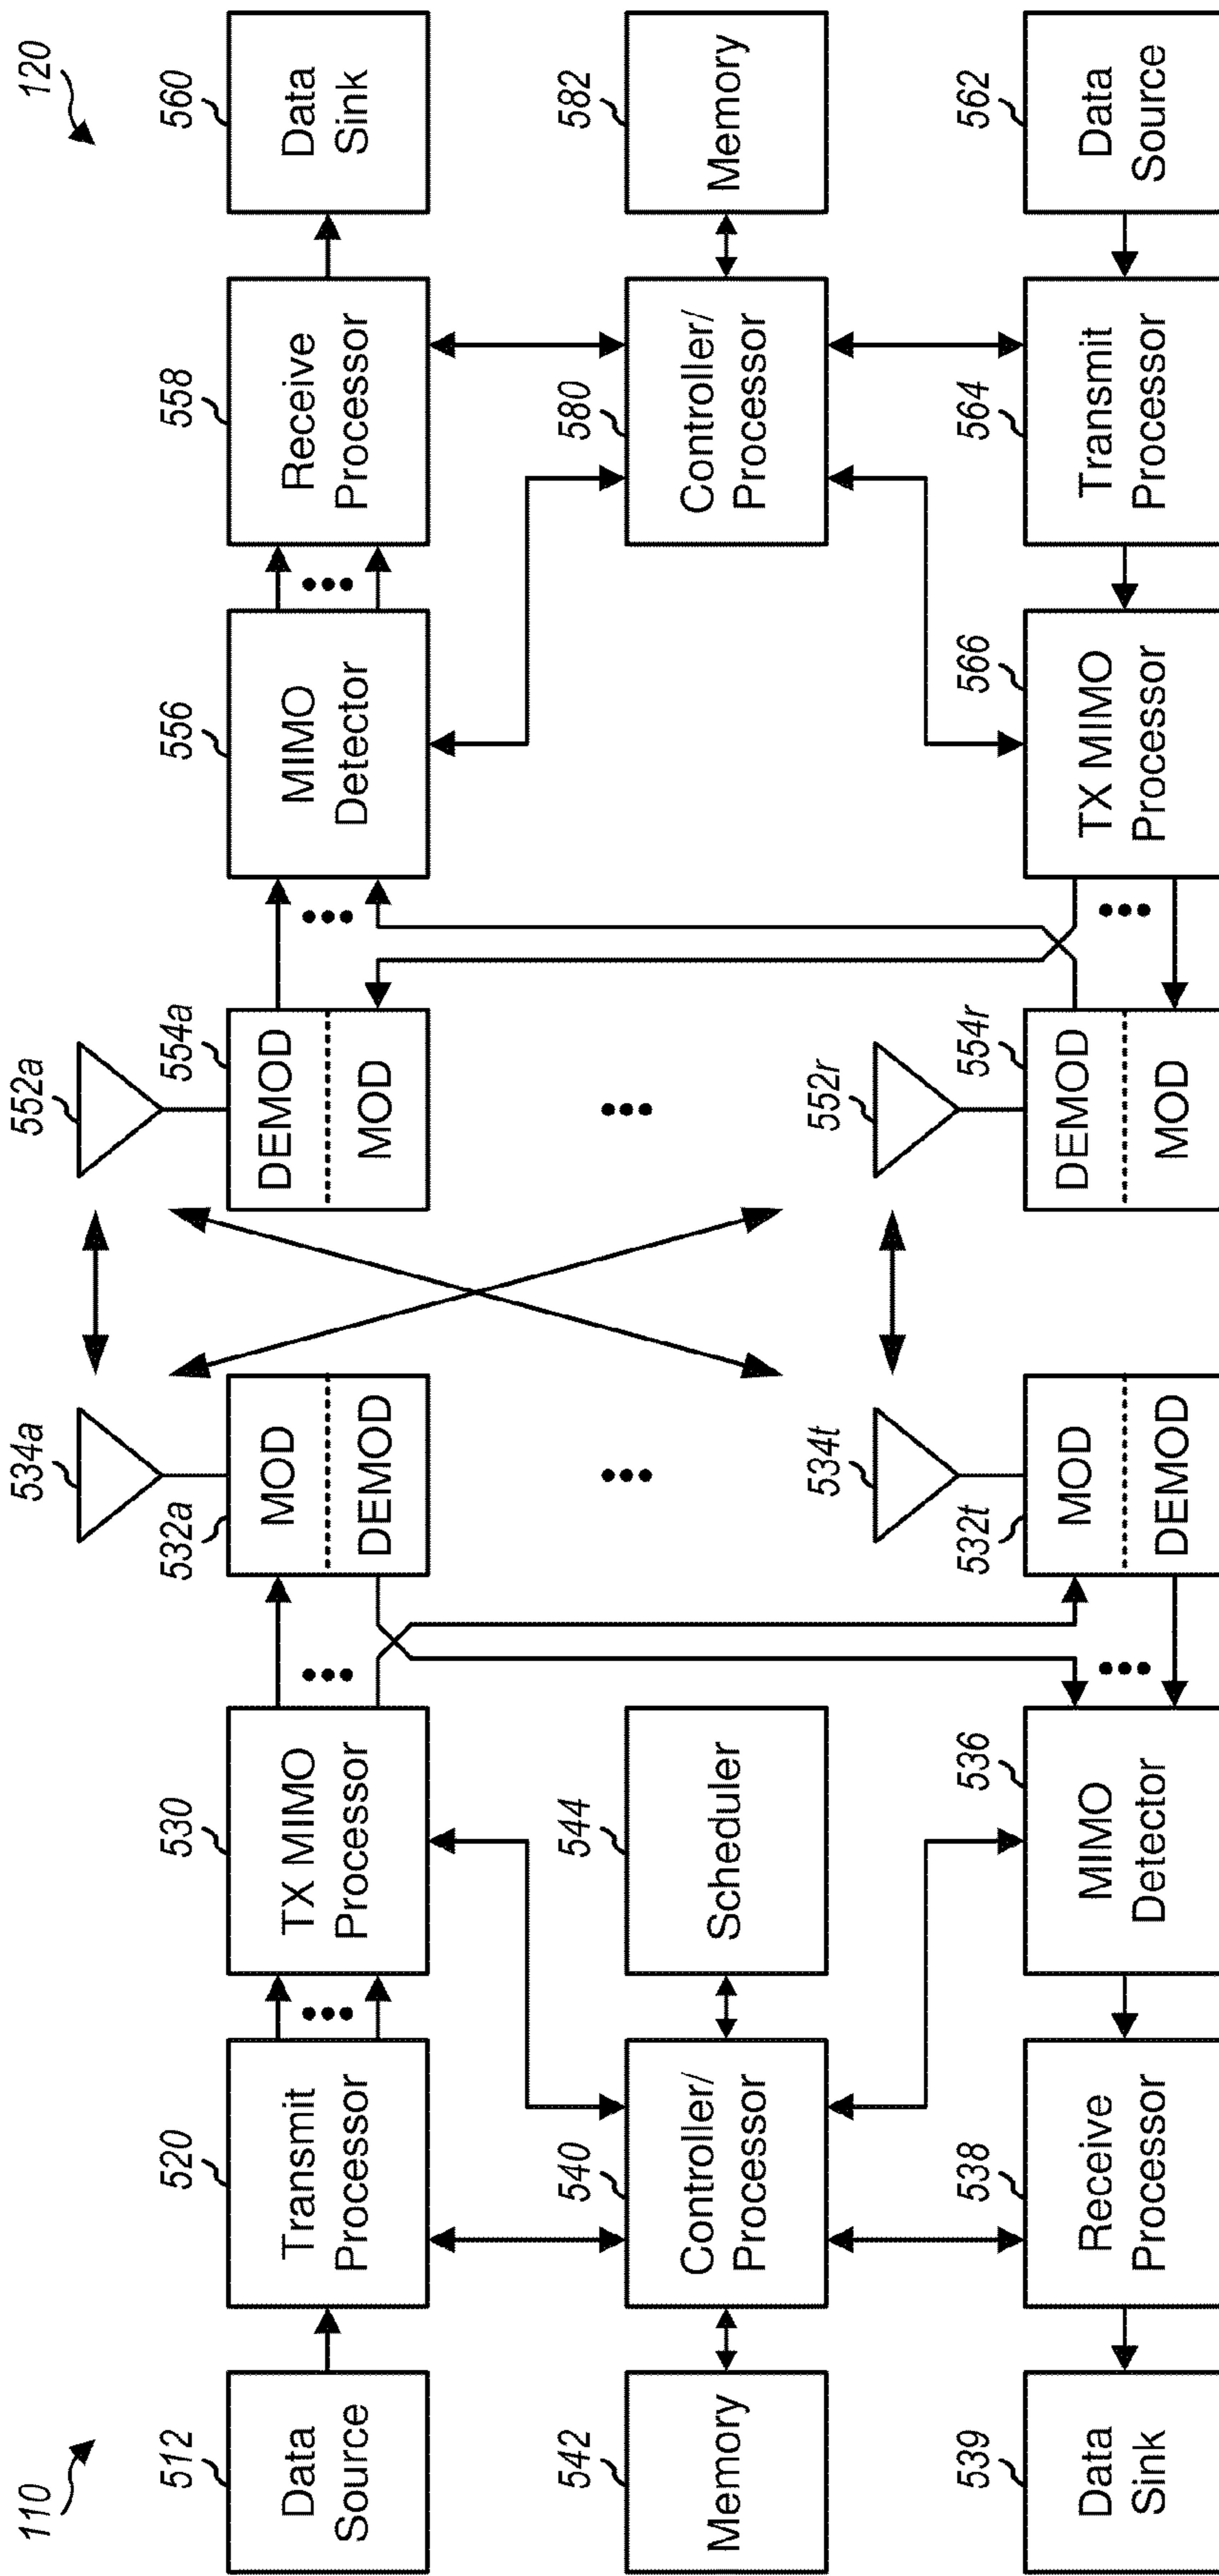 110
512
Data
Source
520
Transmit
Processor
530
TX MIMO
Processor
532a
MOD
DEMOD
534a
542
Memory
540
Controller/
Processor
544
Scheduler
539
Data
Sink
538
Receive
Processor
536
MIMO
Detector
532t
MOD
DEMOD
534t
120
552a
554a
DEMOD
MOD
556
MIMO
Detector
558
Receive
Processor
560
Data
Sink
580
Controller/
Processor
582
Memory
552r
554r
DEMOD
MOD
566
TX MIMO
Processor
564
Transmit
Processor
562
Data
Source